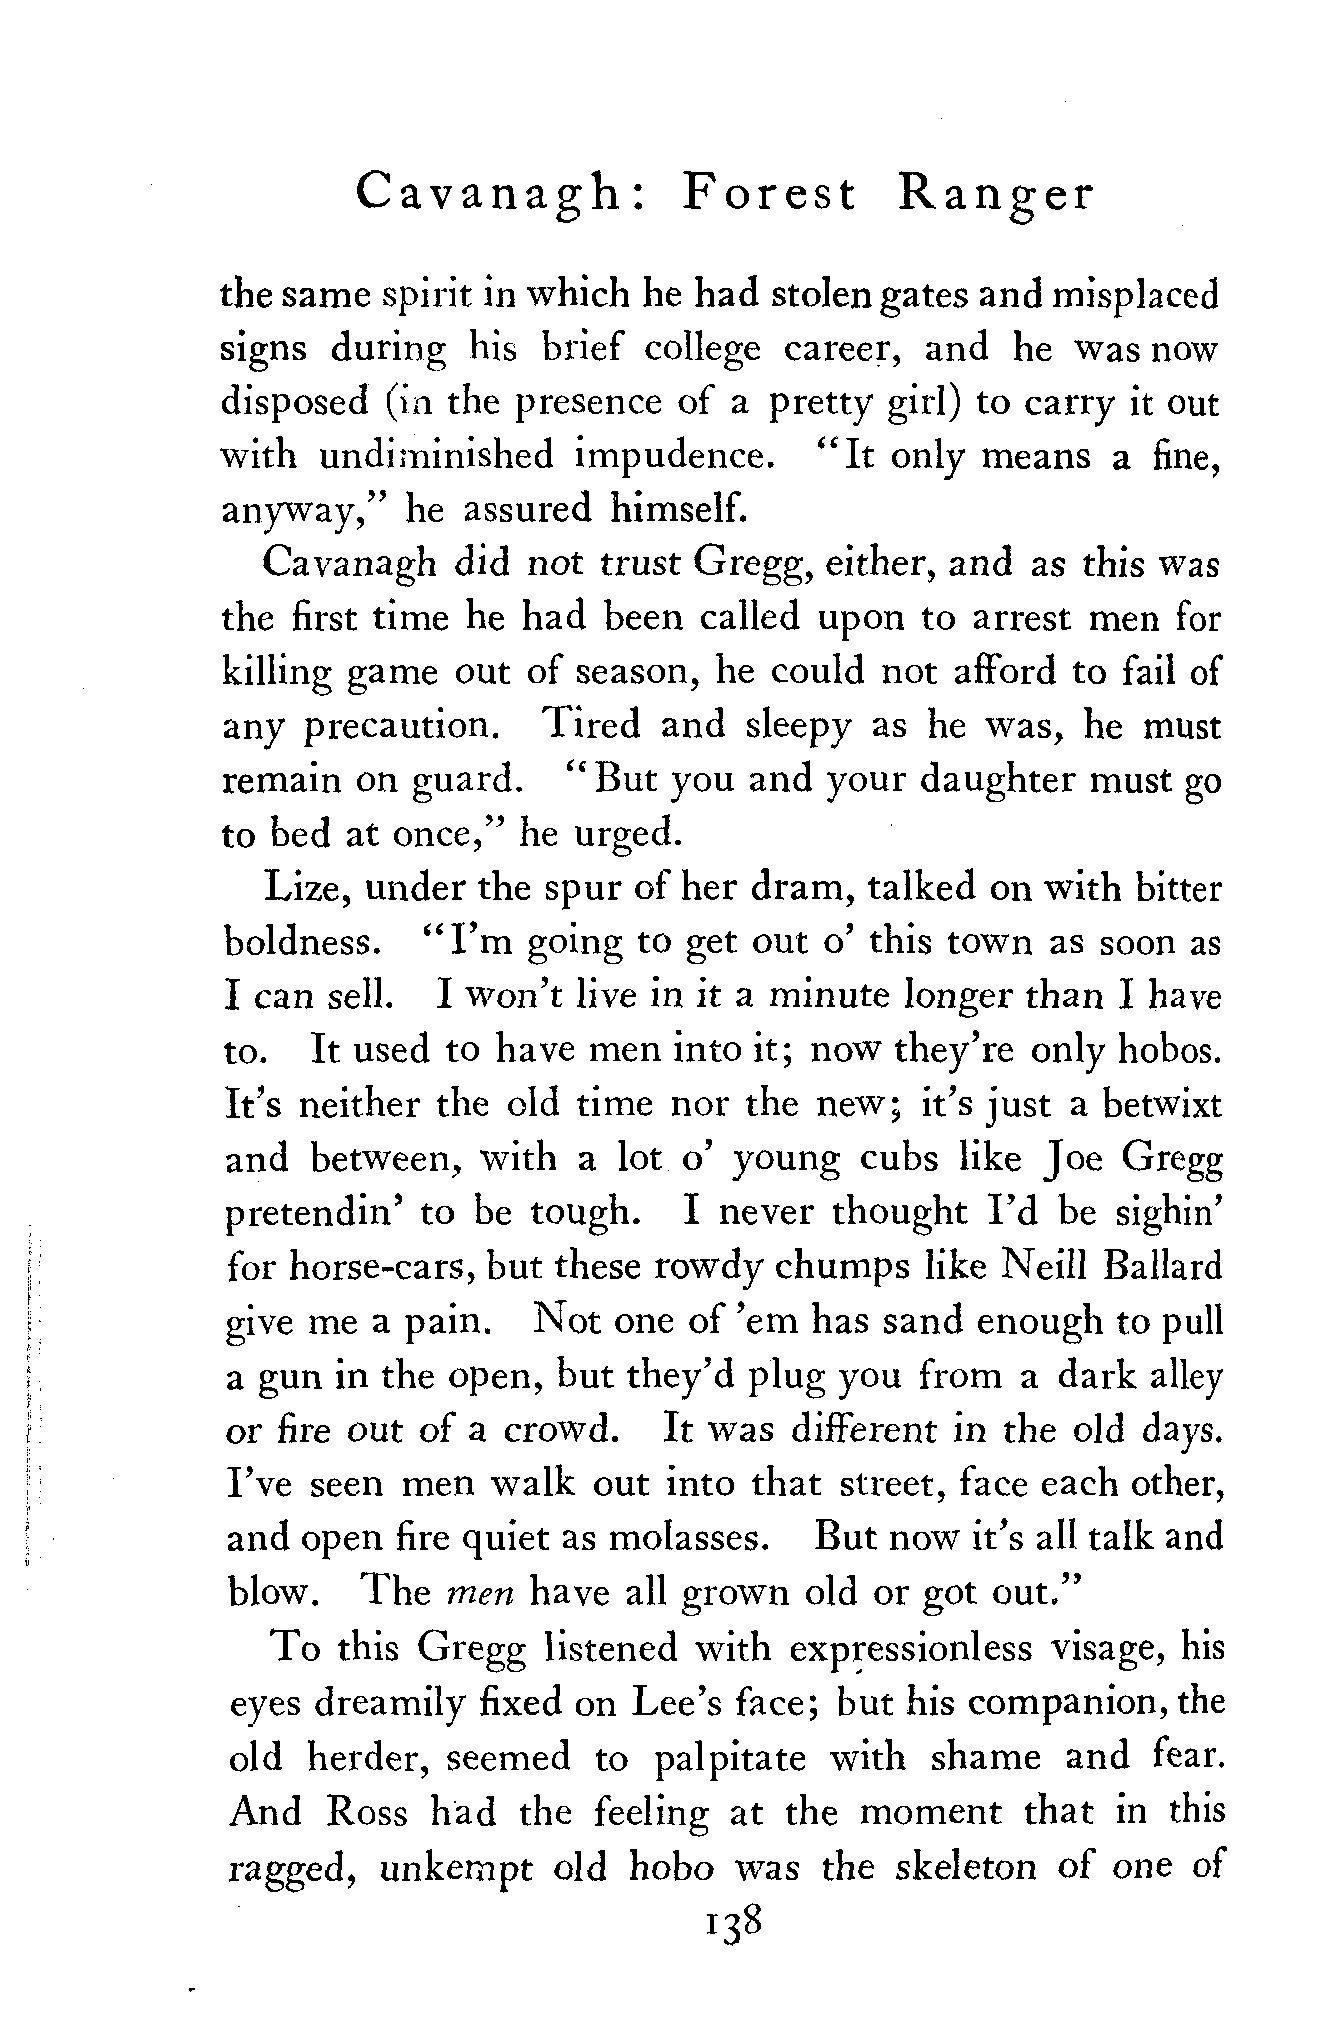 Cavanagh: Forest Ranger
the same spirit in which he had stolen gates and misplaced
signs during his brief college career, and he was now
disposed (in the presence of a pretty girl) to carry it out
with undiminished impudence. “It only means a fine,
anyway,” he assured himself.
Cavanagh did not trust Gregg, either, and as this was
the first time he had been called upon to arrest men for
killing game out of season, he could not afford to fail of
any precaution. Tired and sleepy as he was, he must
remain on guard. “But you and your daughter must go
to bed at once,” he urged.
Lize, under the spur of her dram, talked on with bitter
boldness. “I’m going to get out o’ this town as soon as
I can sell. I won’t live in it a minute longer than I have
to. It used to have men into it; now they’re only hobos.
It’s neither the old time nor the new; it’s just a betwixt
and between, with a lot o’ young cubs like Joe Gregg
pretendin’ to be tough. I never thought I’d be sighin’
for horse-cars, but these rowdy chumps like Neill Ballard
give me a pain. Not one of ’em has sand enough to pull
a gun in the open, but they’d plug you from a dark alley
or fire out of a crowd. It was different in the old days.
I’ve seen men walk out into that street, face each other,
and open fire quiet as molasses. But now it’s all talk and
blow. The men have all grown old or got out.”
To this Gregg listened with expressionless visage, his
eyes dreamily fixed on Lee’s face; but his companion, the
old herder, seemed to palpitate with shame and fear.
And Ross had the feeling at the moment that in this
ragged, unkempt old hobo was the skeleton of one of
138